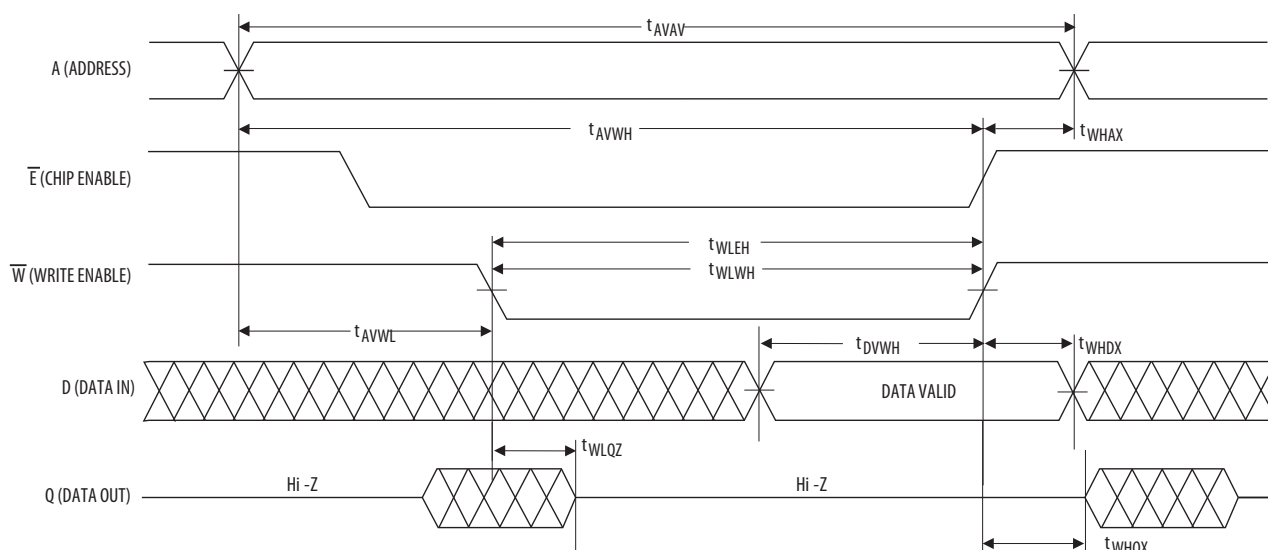 tAVAV
A (ADDRESS)
tAVWH
tWHAX
E (CHIP ENABLE)
tWLEH
W (WRITE ENABLE)
tWLWH
tAVWL
tDVWH
tWHDX
D (DATA IN)
DATA VALID
tWLQZ
Q (DATA OUT)
Hi -Z
Hi -Z
tWHQX